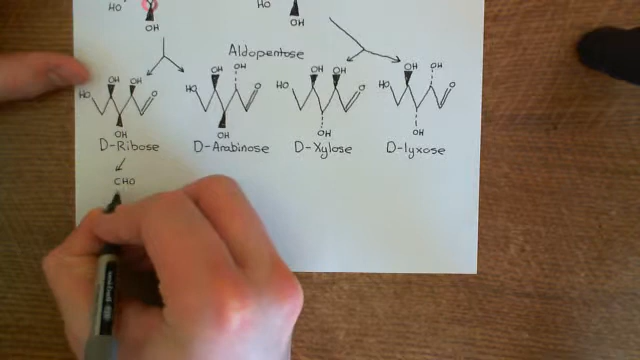 HO
OH
HO
OH
Aldopentose
HO OH OH O OH
HO OH OH O OH
HO OH OH O OH
HO OH OH O OH
D-Ribose D-Arabinose D-Xylose D-lyxose
CHO